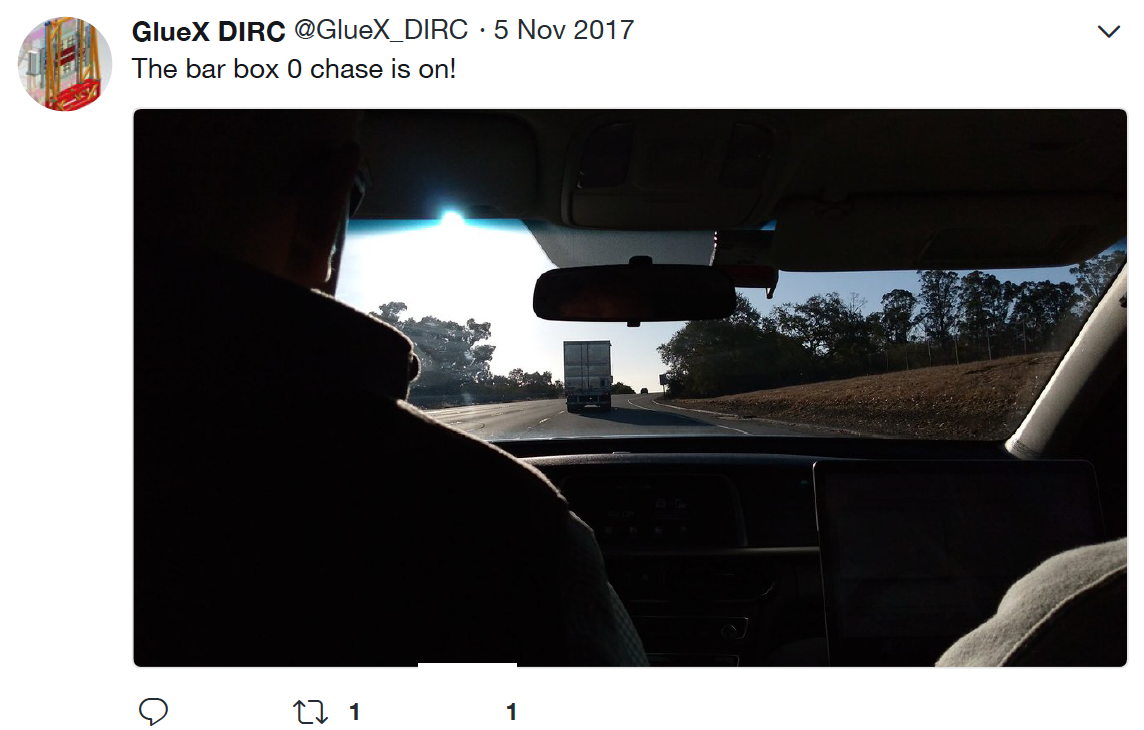 GlueX DIRC @GlueX_DIRC · 5 Nov 2017
The bar box 0 chase is on!
1 1